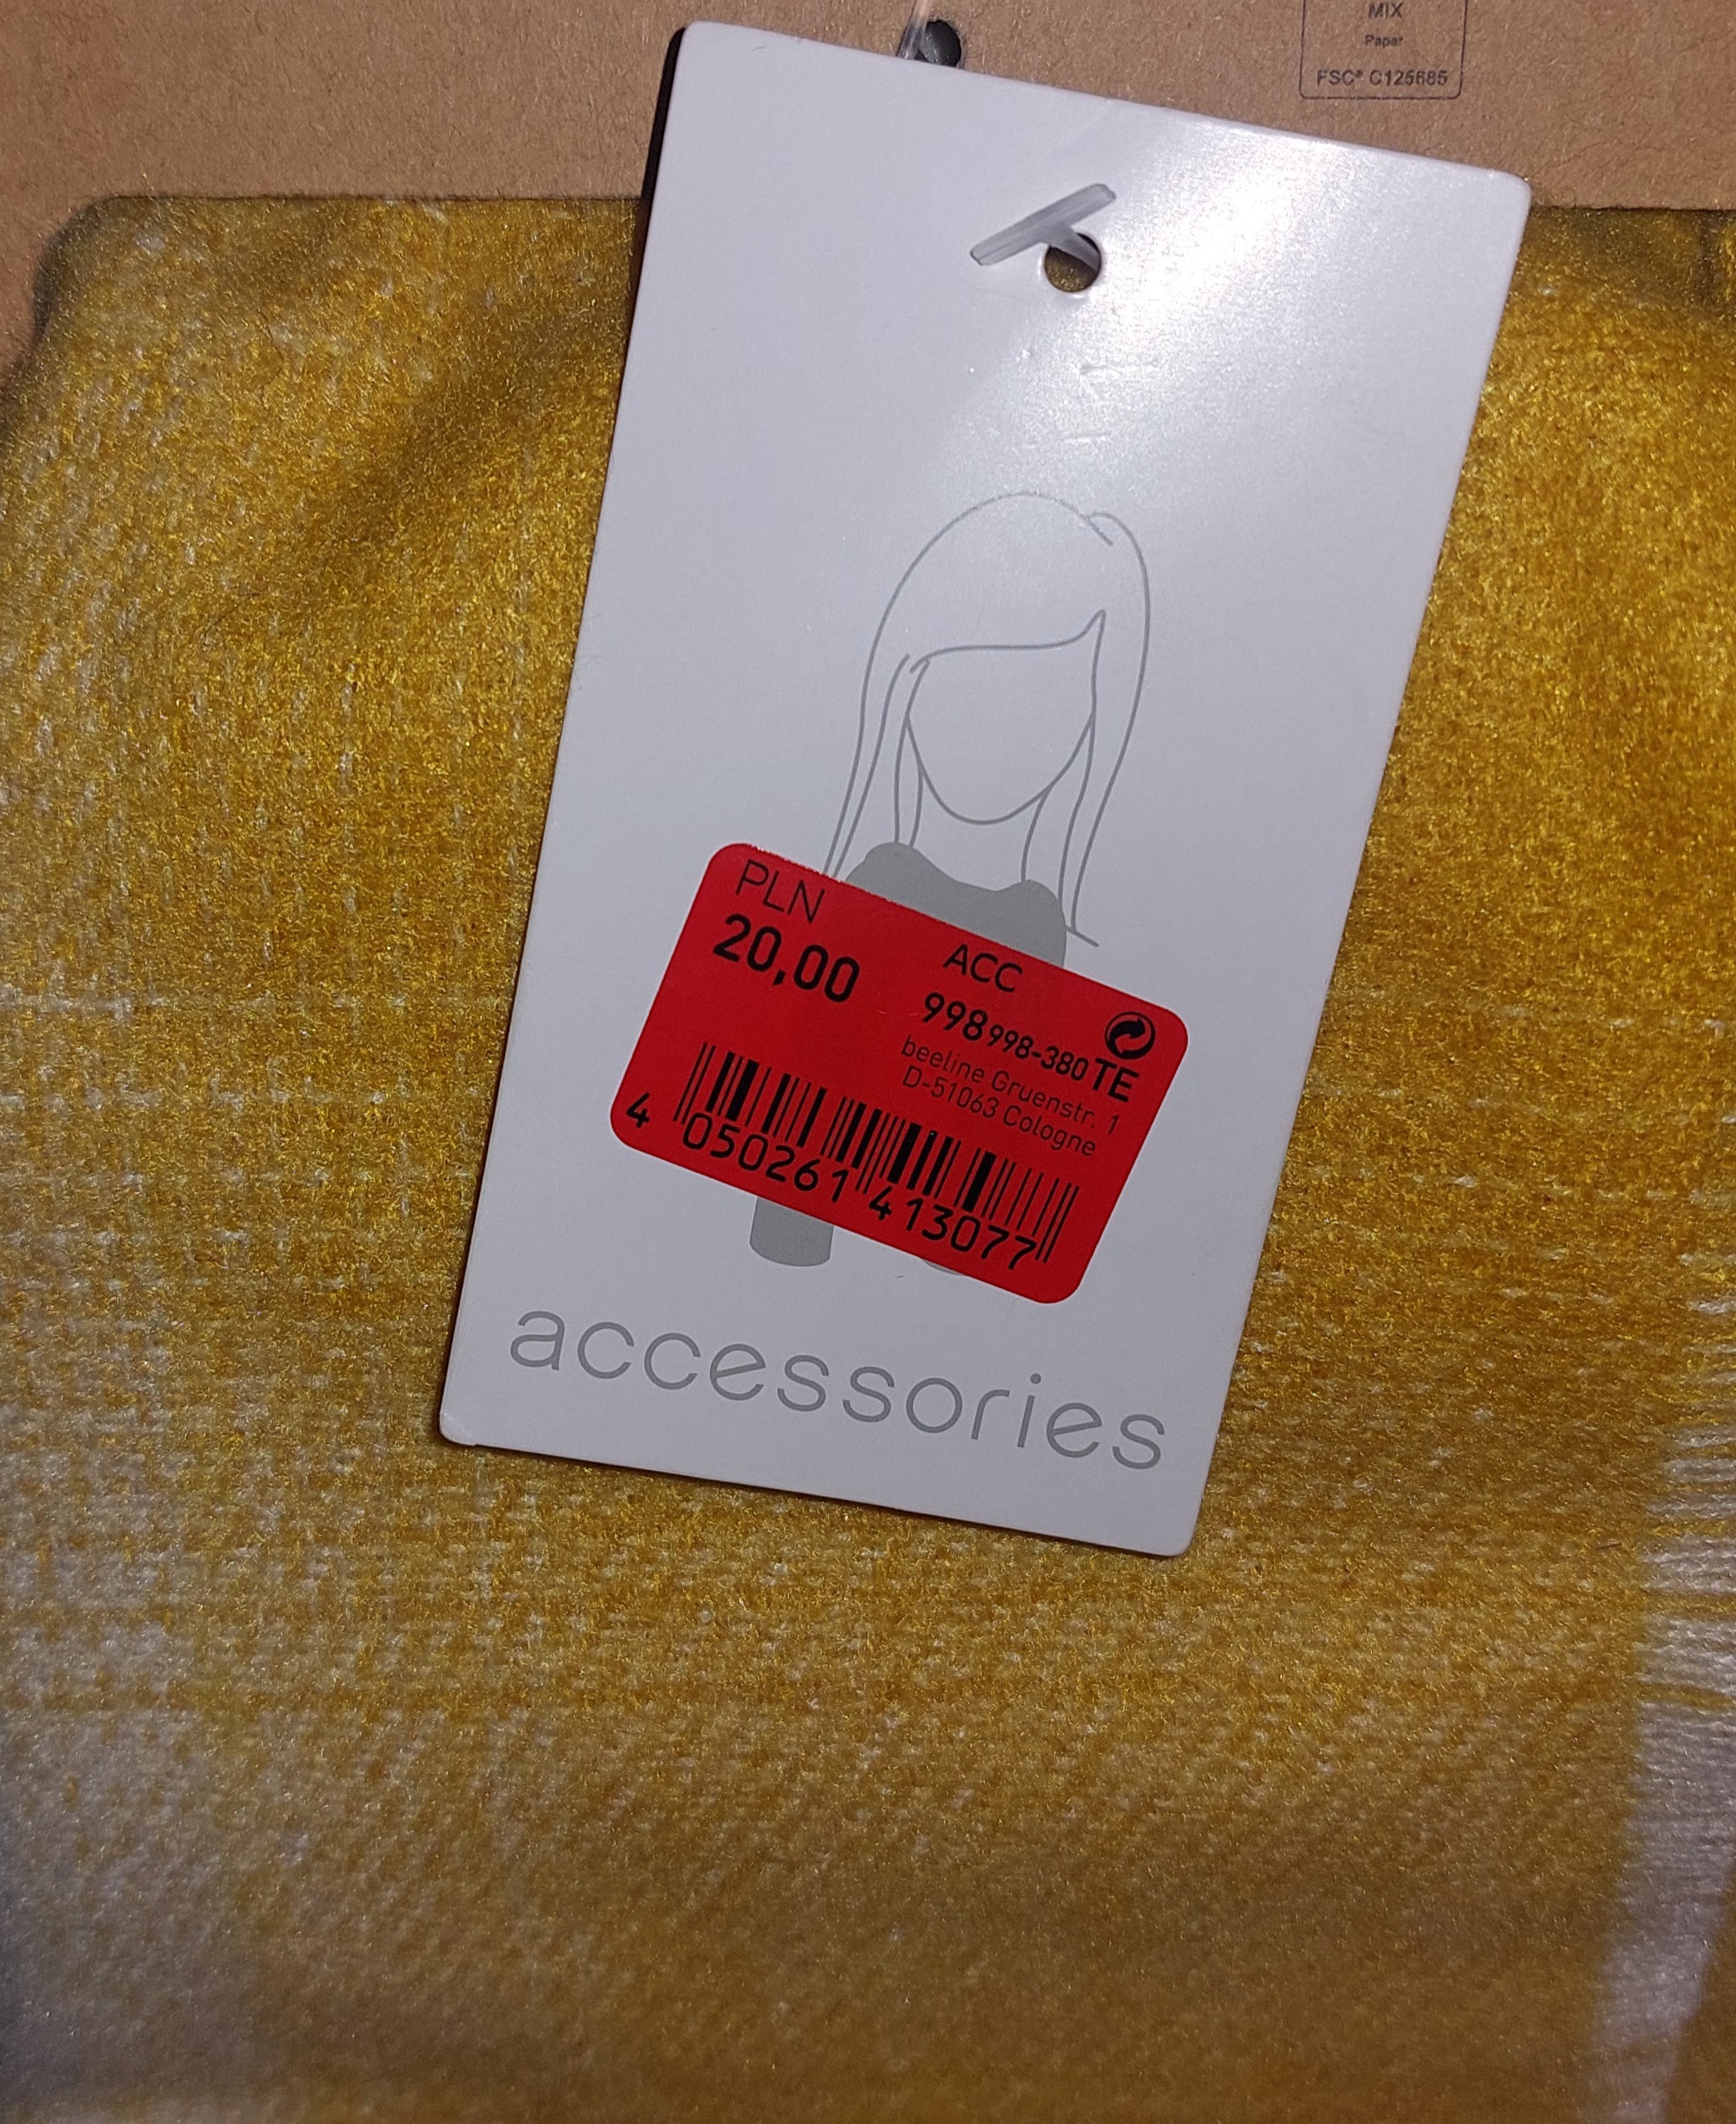 MIX
Paper
FSC® C125685
PLN
20,00
ACC
998 998-380 TE
beeline Gruenstr. 1
D-51063 Cologne
4 050261 413077
accessories